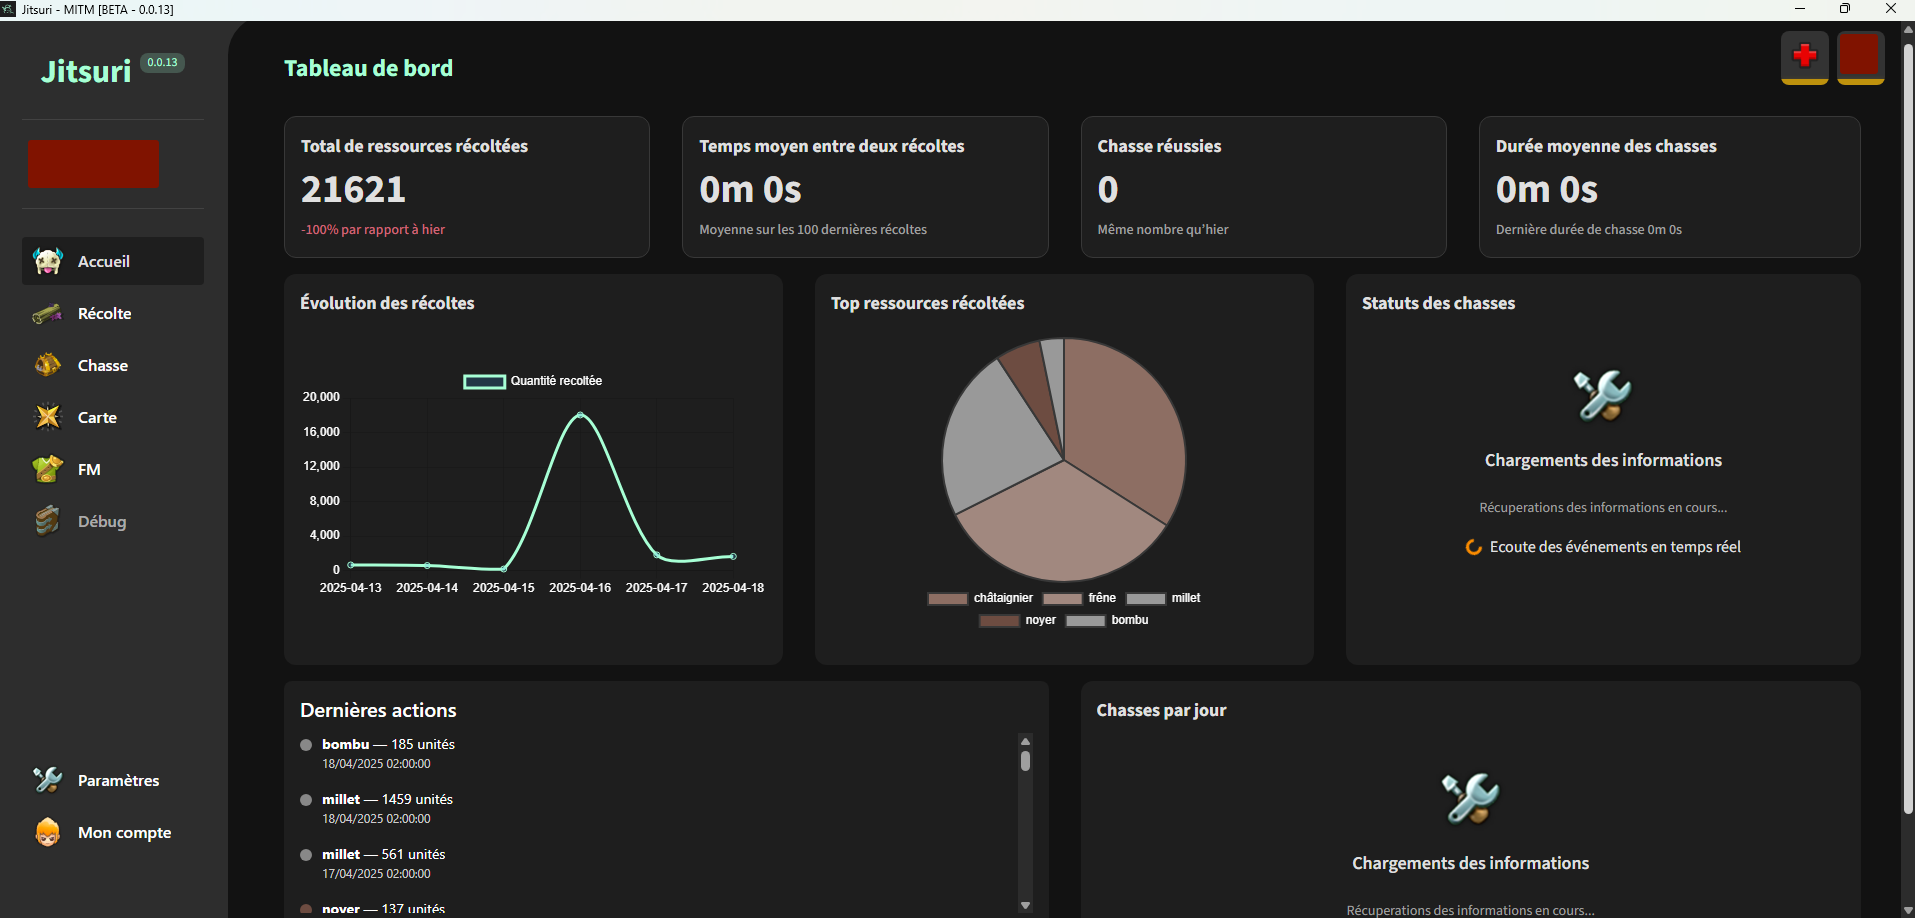 Jitsuri - MITM [BETA - 0.0.13]
Jitsuri 0.0.13
Accueil
Récolte
Chasse
Carte
FM
Débug
Paramètres
Mon compte
Tableau de bord
Total de ressources récoltées
21621
-100% par rapport à hier
Temps moyen entre deux récoltes
0m 0s
Moyenne sur les 100 dernières récoltes
Chasse réussies
0
Même nombre qu'hier
Durée moyenne des chasses
0m 0s
Dernière durée de chasse 0m 0s
Évolution des récoltes
Quantité recoltée
20,000
16,000
12,000
8,000
4,000
0
2025-04-13 2025-04-14 2025-04-15 2025-04-16 2025-04-17 2025-04-18
Top ressources récoltées
châtaignier frêne millet
noyer bombu
Statuts des chasses
Chargements des informations
Récuperations des informations en cours...
Ecoute des événements en temps réel
Dernières actions
bombu — 185 unités
18/04/2025 02:00:00
millet — 1459 unités
18/04/2025 02:00:00
millet — 561 unités
17/04/2025 02:00:00
noyer — 137 unités
Chasses par jour
Chargements des informations
Récuperations des informations en cours...